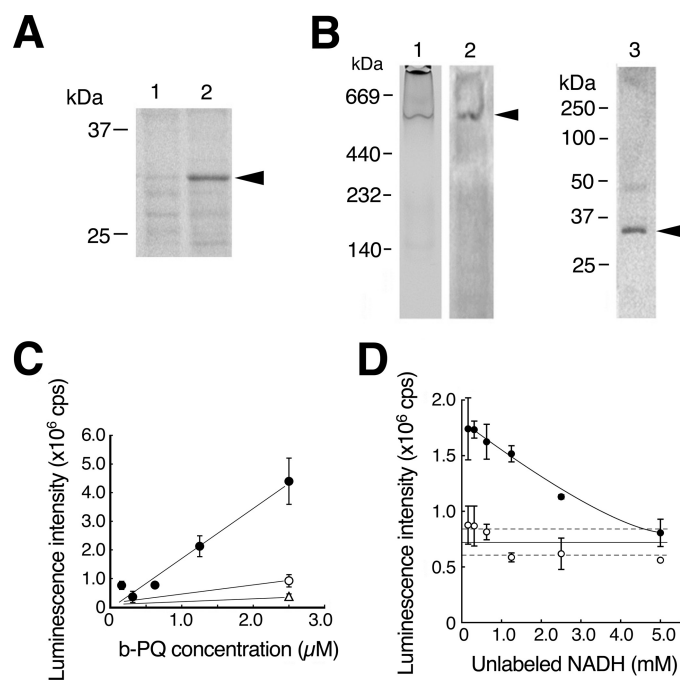 A
B
kDa
1 2
37
25
kDa
1 2
669
440
232
140
3
kDa
250
100
50
37
25
C
Luminescence intensity (x10⁶ cps)
6.0
5.0
4.0
3.0
2.0
1.0
0
0 1.0 2.0 3.0
b-PQ concentration (µM)
D
Luminescence intensity (x10⁶ cps)
2.0
1.5
1.0
0.5
0
0 1.0 2.0 3.0 4.0 5.0
Unlabeled NADH (mM)